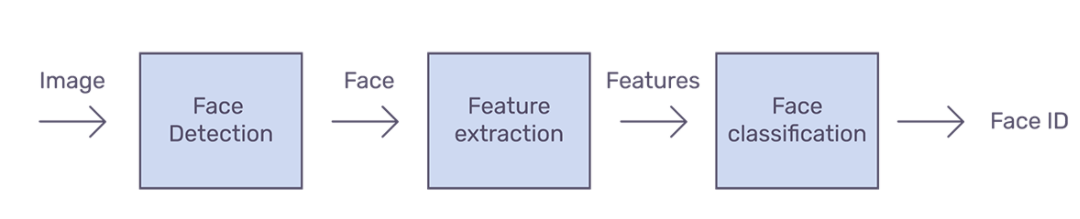 Image
Face
Detection
Face
Feature
extraction
Features
Face
classification
Face ID